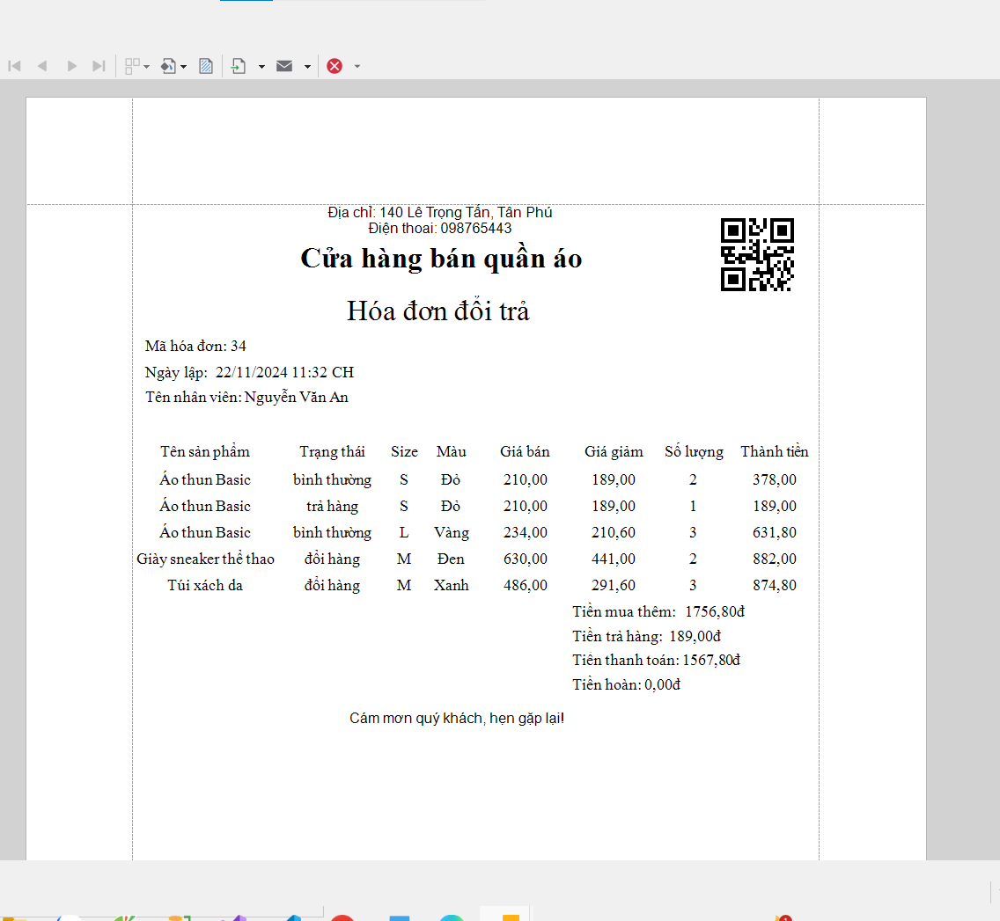 Địa chỉ: 140 Lê Trọng Tấn, Tân Phú
Điện thoai: 098765443
Cửa hàng bán quần áo
Hóa đơn đổi trả
Mã hóa đơn: 34
Ngày lập: 22/11/2024 11:32 CH
Tên nhân viên: Nguyễn Văn An
Tên sản phẩm Trạng thái Size Màu Giá bán Giá giảm Số lượng Thành tiền
Áo thun Basic bình thường S Đỏ 210,00 189,00 2 378,00
Áo thun Basic trả hàng S Đỏ 210,00 189,00 1 189,00
Áo thun Basic bình thường L Vàng 234,00 210,60 3 631,80
Giày sneaker thể thao đổi hàng M Đen 630,00 441,00 2 882,00
Túi xách da đổi hàng M Xanh 486,00 291,60 3 874,80
Tiền mua thêm: 1756,80đ
Tiền trả hàng: 189,00đ
Tiền thanh toán: 1567,80đ
Tiền hoàn: 0,00đ
Cám mơn quý khách, hẹn gặp lại!
1